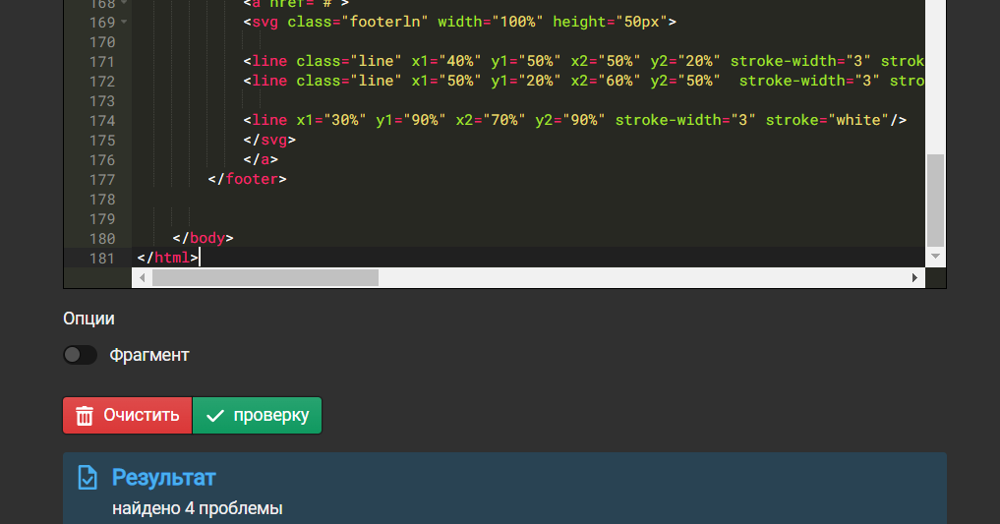 168 <a href="#">
169 <svg class="footerln" width="100%" height="50px">
170
171 <line class="line" x1="40%" y1="50%" x2="50%" y2="20%" stroke-width="3" strok
172 <line class="line" x1="50%" y1="20%" x2="60%" y2="50%"  stroke-width="3" stro
173
174 <line x1="30%" y1="90%" x2="70%" y2="90%" stroke-width="3" stroke="white"/>
175 </svg>
176 </a>
177 </footer>
178
179
180 </body>
181 </html>
Опции
Фрагмент
Очистить проверку
Результат
найдено 4 проблемы